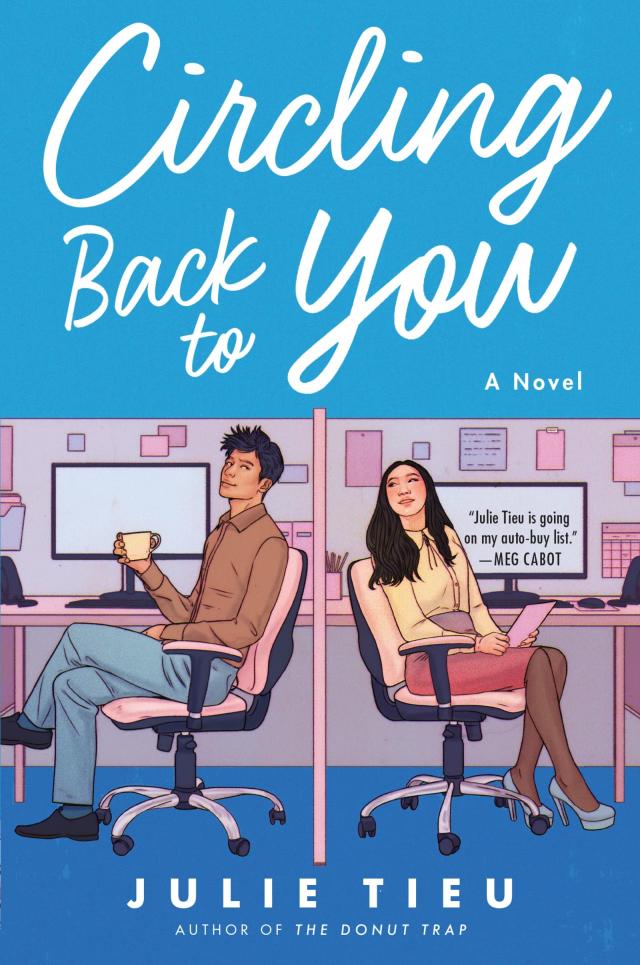 Circling
Back
to
You
A Novel
“Julie Tieu is going
on my auto-buy list.”
—MEG CABOT
JULIE TIEU
AUTHOR OF THE DONUT TRAP